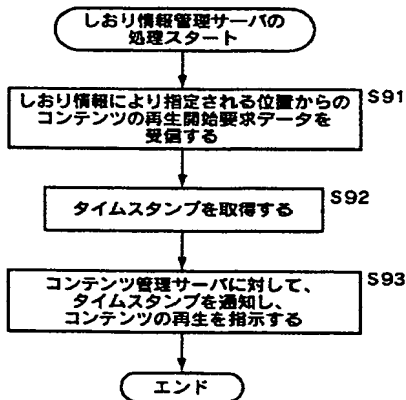 しおり情報管理サーバの
処理スタート
しおり情報により指定される位置からの
コンテンツの再生開始要求データを
受信する
S91
タイムスタンプを取得する
S92
コンテンツ管理サーバに対して、
タイムスタンプを通知し、
コンテンツの再生を指示する
S93
エンド